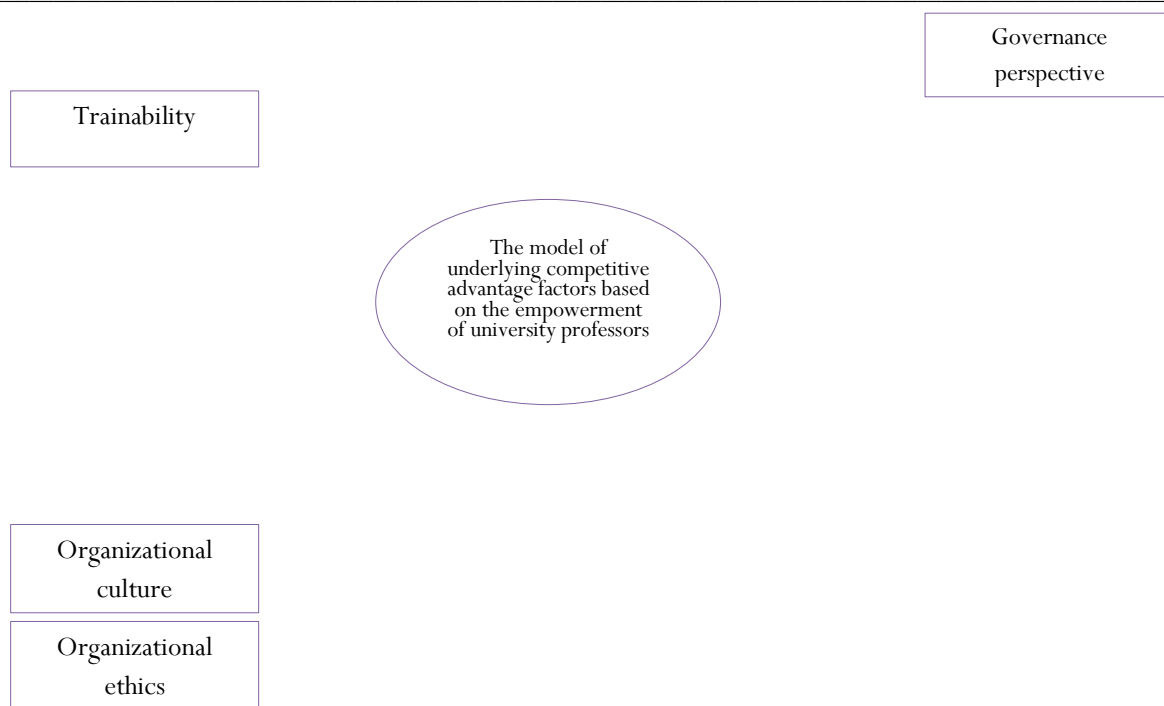 Governance
perspective
Trainability
The model of
underlying competitive
advantage factors based
on the empowerment
of university professors
Organizational
culture
Organizational
ethics